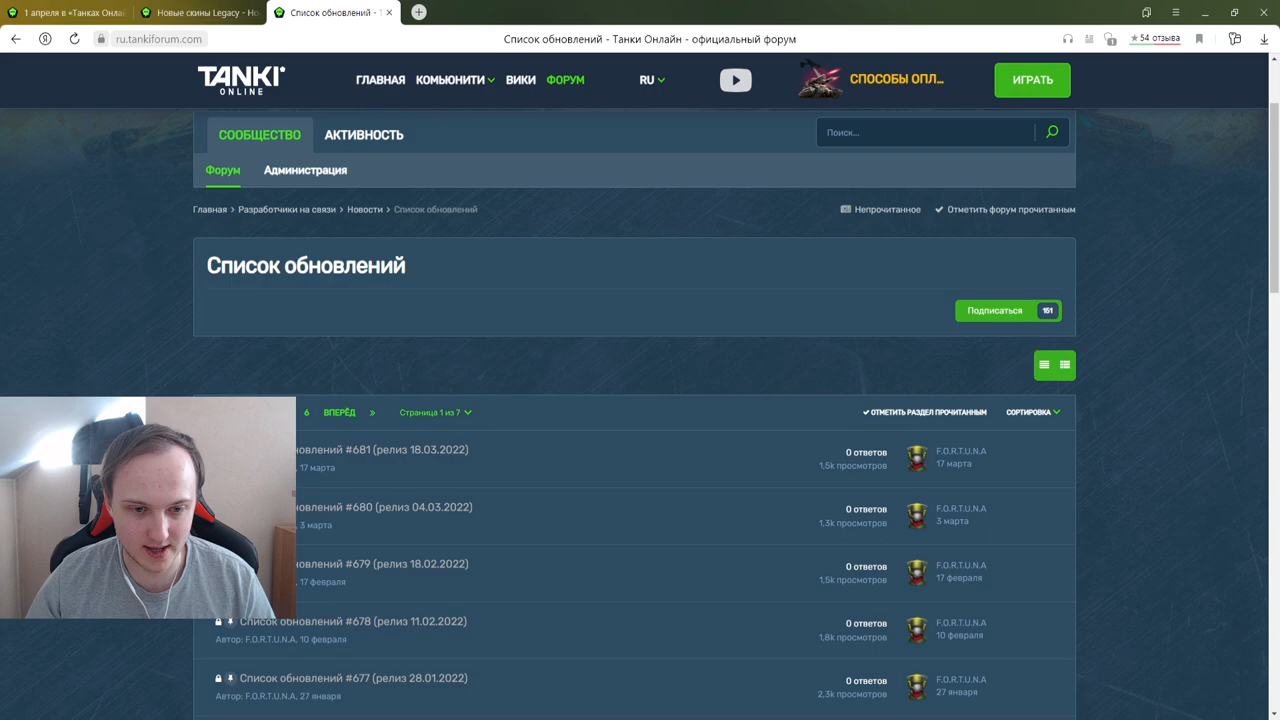 1 апреля в «Танках Онлай
Новые скины Legacy - Но
Список обновлений - Т
ru.tankiforum.com
Список обновлений - Танки Онлайн - официальный форум
★ 54 отзыва
TANKI
ONLINE
ГЛАВНАЯ
КОМЬЮНИТИ
ВИКИ
ФОРУМ
RU
СПОСОБЫ ОПЛ...
ИГРАТЬ
СООБЩЕСТВО
АКТИВНОСТЬ
Поиск...
Форум
Администрация
Главная > Разработчики на связи > Новости > Список обновлений
Непрочитанное
Отметить форум прочитанным
Список обновлений
Подписаться
151
6
ВПЕРЁД
»
Страница 1 из 7
ОТМЕТИТЬ РАЗДЕЛ ПРОЧИТАННЫМ
СОРТИРОВКА
новлений #681 (релиз 18.03.2022)
, 17 марта
0 ответов
1,5k просмотров
F.O.R.T.U.N.A
17 марта
новлений #680 (релиз 04.03.2022)
, 3 марта
0 ответов
1,3k просмотров
F.O.R.T.U.N.A
3 марта
новлений #679 (релиз 18.02.2022)
, 17 февраля
0 ответов
1,5k просмотров
F.O.R.T.U.N.A
17 февраля
Список обновлений #678 (релиз 11.02.2022)
Автор: F.O.R.T.U.N.A, 10 февраля
0 ответов
1,8k просмотров
F.O.R.T.U.N.A
10 февраля
Список обновлений #677 (релиз 28.01.2022)
Автор: F.O.R.T.U.N.A, 27 января
0 ответов
2,3k просмотров
F.O.R.T.U.N.A
27 января